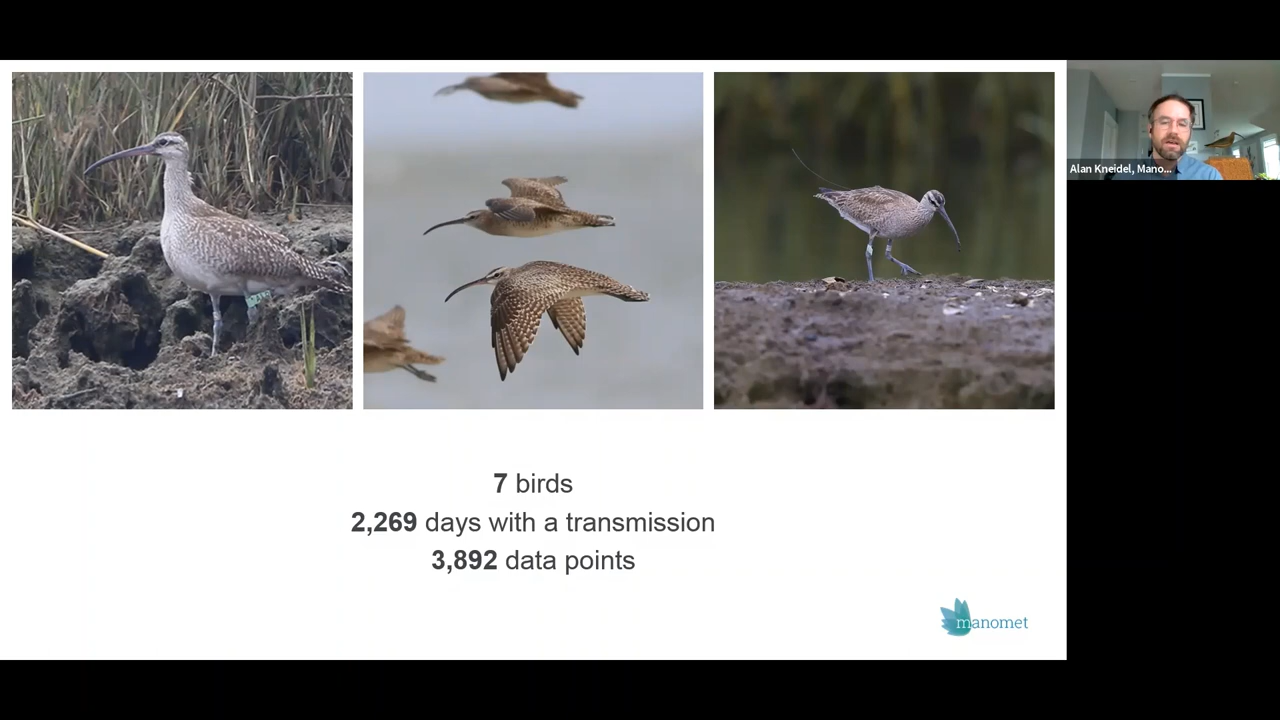 Alan Kneidel, Mano...
7 birds
2,269 days with a transmission
3,892 data points
manomet